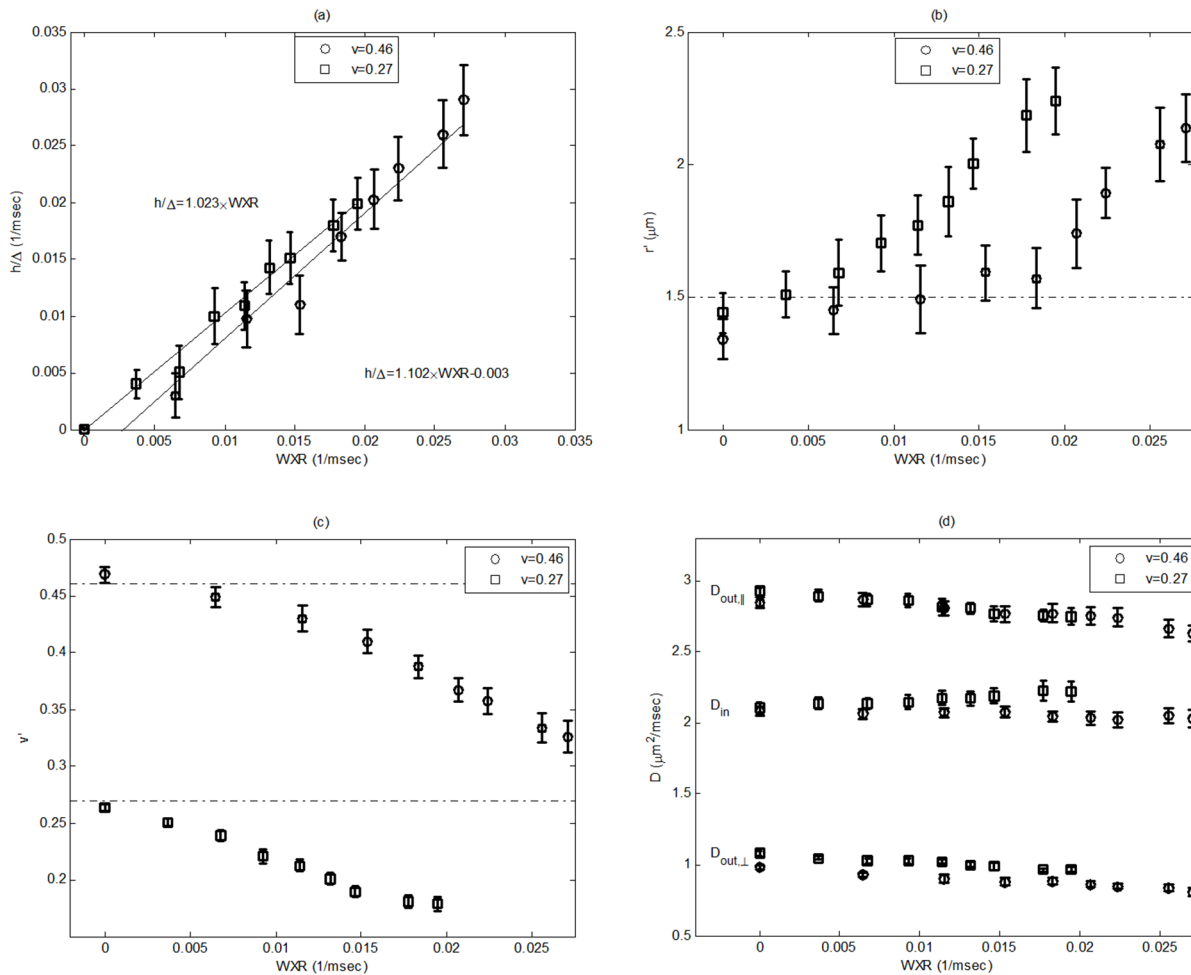 (a)
0.035
0.03
0.025
0.02
0.015
0.01
0.005
0
h/Δ (1/msec)
v=0.46
v=0.27
h/Δ=1.023×WXR
h/Δ=1.102×WXR-0.003
0
0.005
0.01
0.015
0.02
0.025
0.03
0.035
WXR (1/msec)
(b)
2.5
2
1.5
1
r' (μm)
v=0.46
v=0.27
0
0.005
0.01
0.015
0.02
0.025
WXR (1/msec)
(c)
0.5
0.45
0.4
0.35
0.3
0.25
0.2
v'
v=0.46
v=0.27
0
0.005
0.01
0.015
0.02
0.025
WXR (1/msec)
(d)
3
2.5
2
1.5
1
0.5
D (μm²/msec)
v=0.46
v=0.27
Dout,∥
Din
Dout,⊥
0
0.005
0.01
0.015
0.02
0.025
WXR (1/msec)